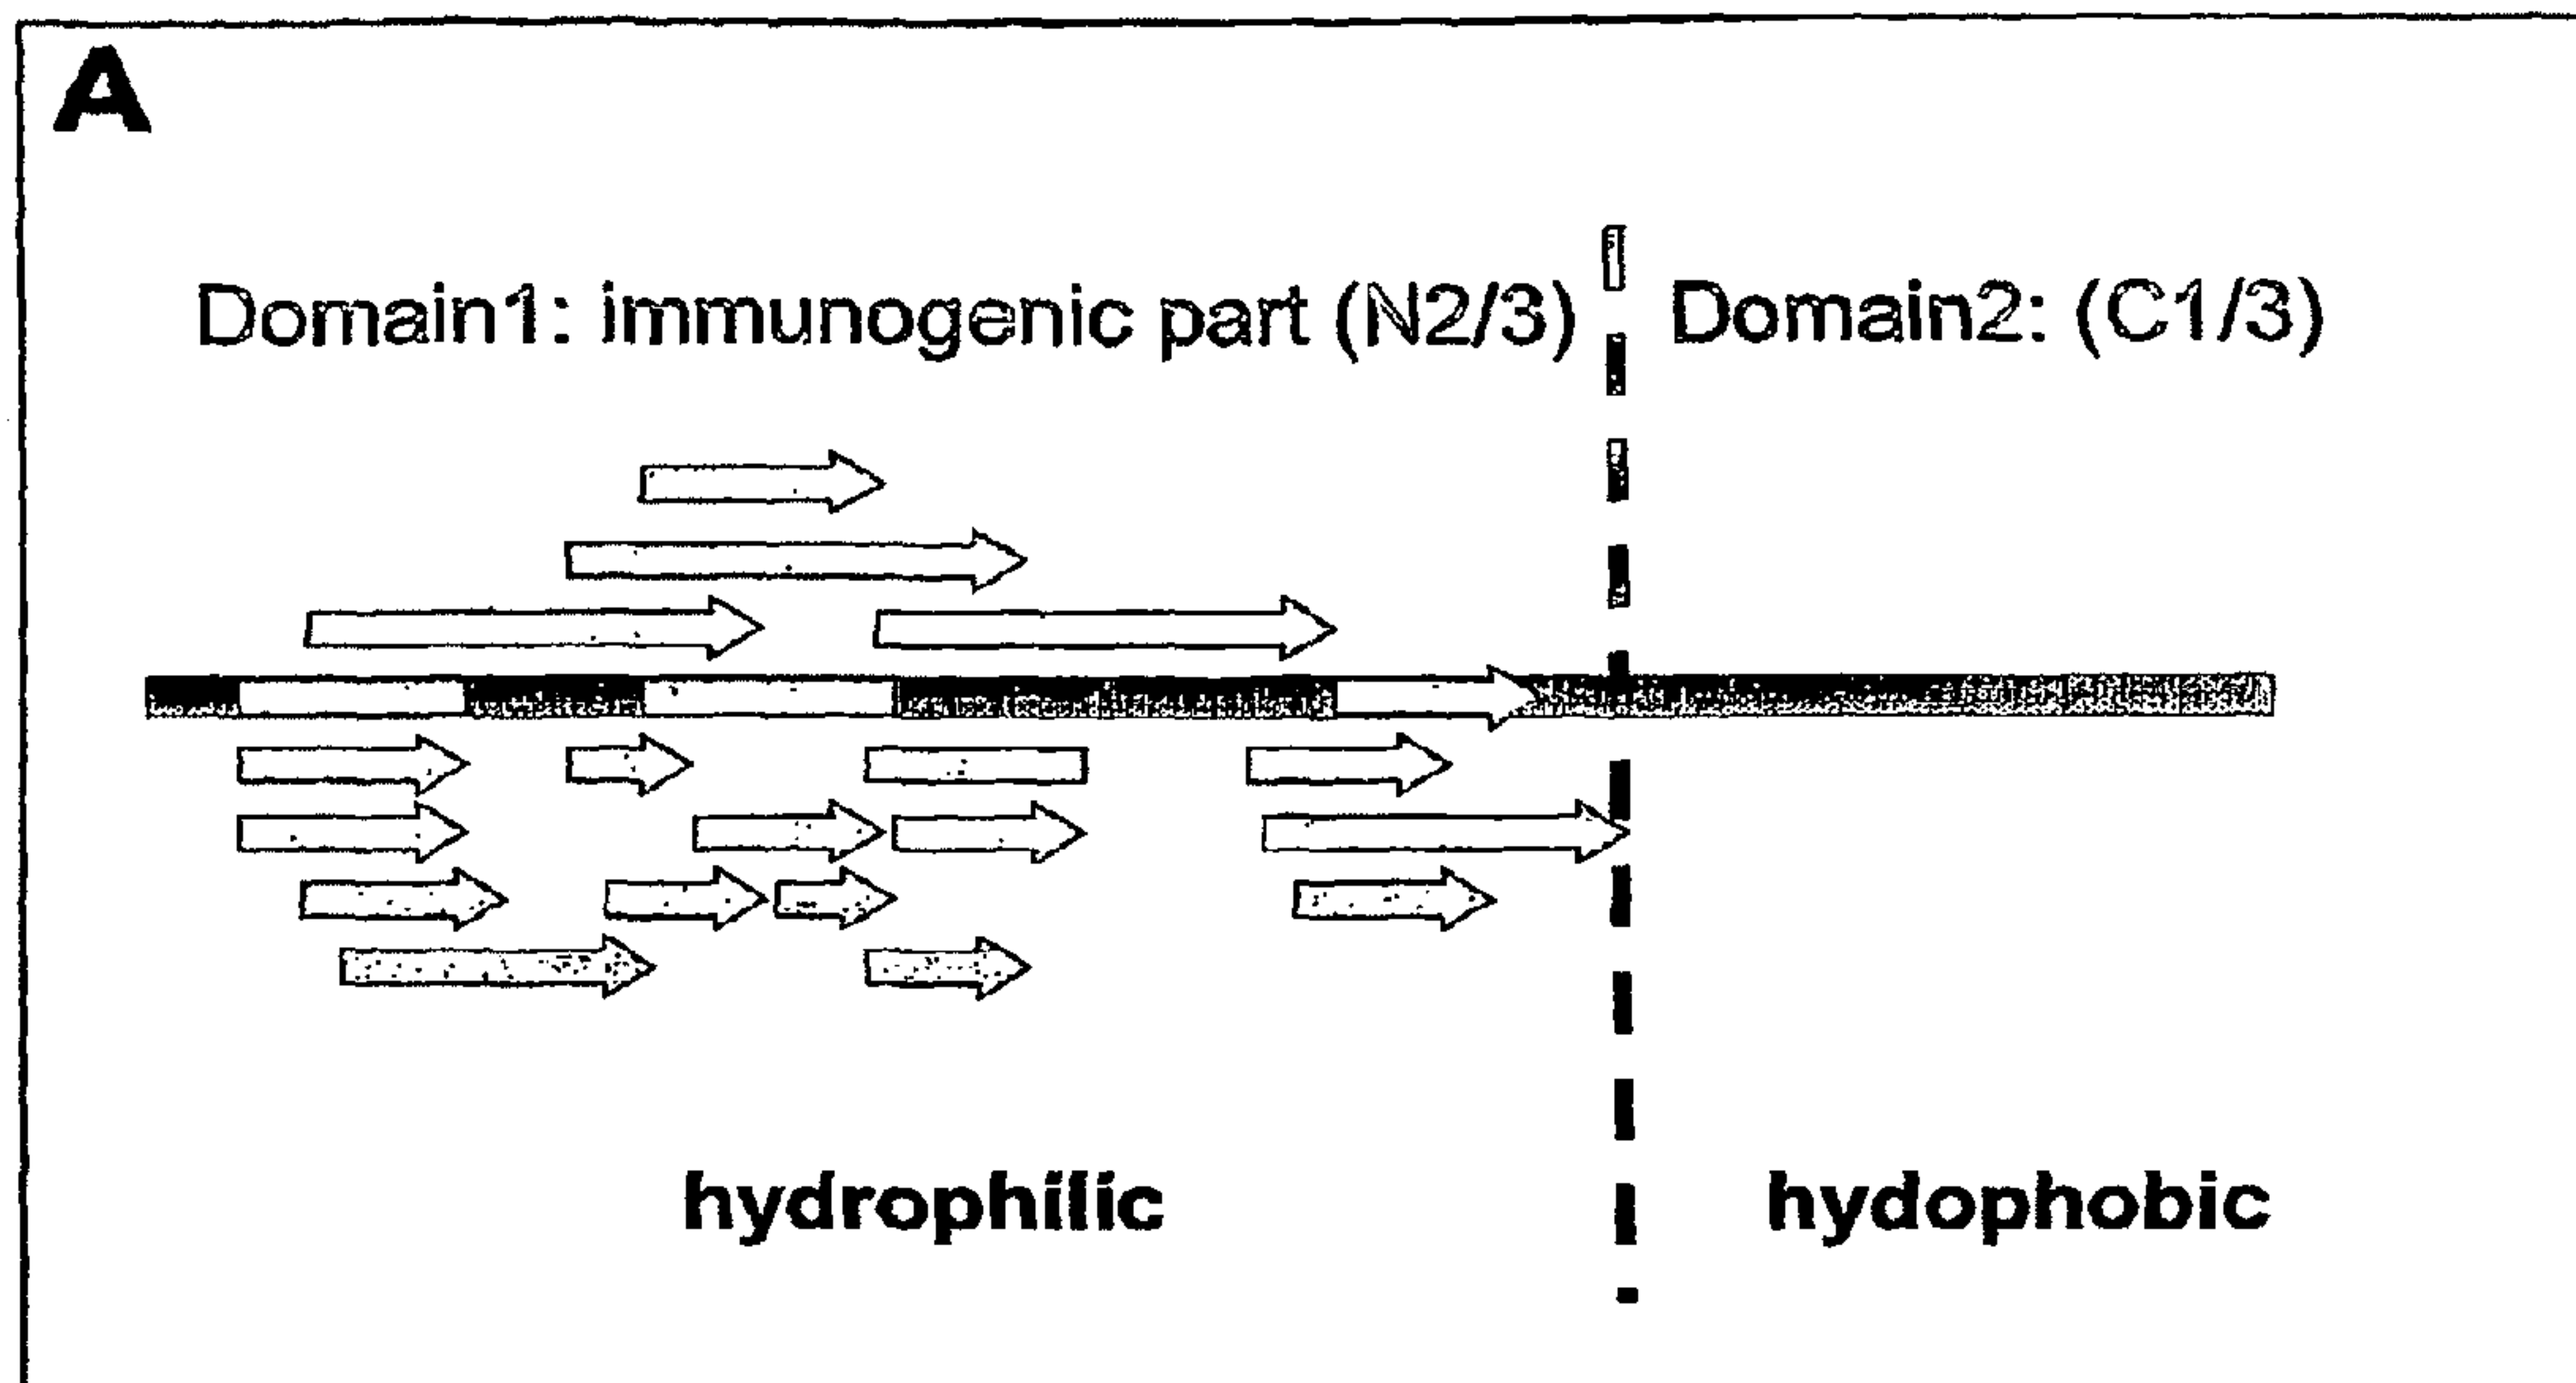 A
Domain1: immunogenic part (N2/3)
Domain2: (C1/3)
hydrophilic
hydophobic